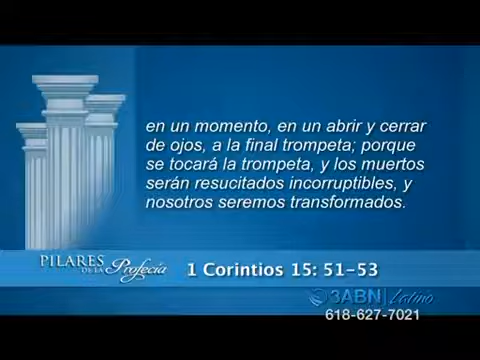 en un momento, en un abrir y cerrar
de ojos, a la final trompeta; porque
se tocará la trompeta, y los muertos
serán resucitados incorruptibles, y
nosotros seremos transformados.
PILARES
DE LA Profecía
1 Corintios 15: 51-53
3ABN Latino
618-627-7021